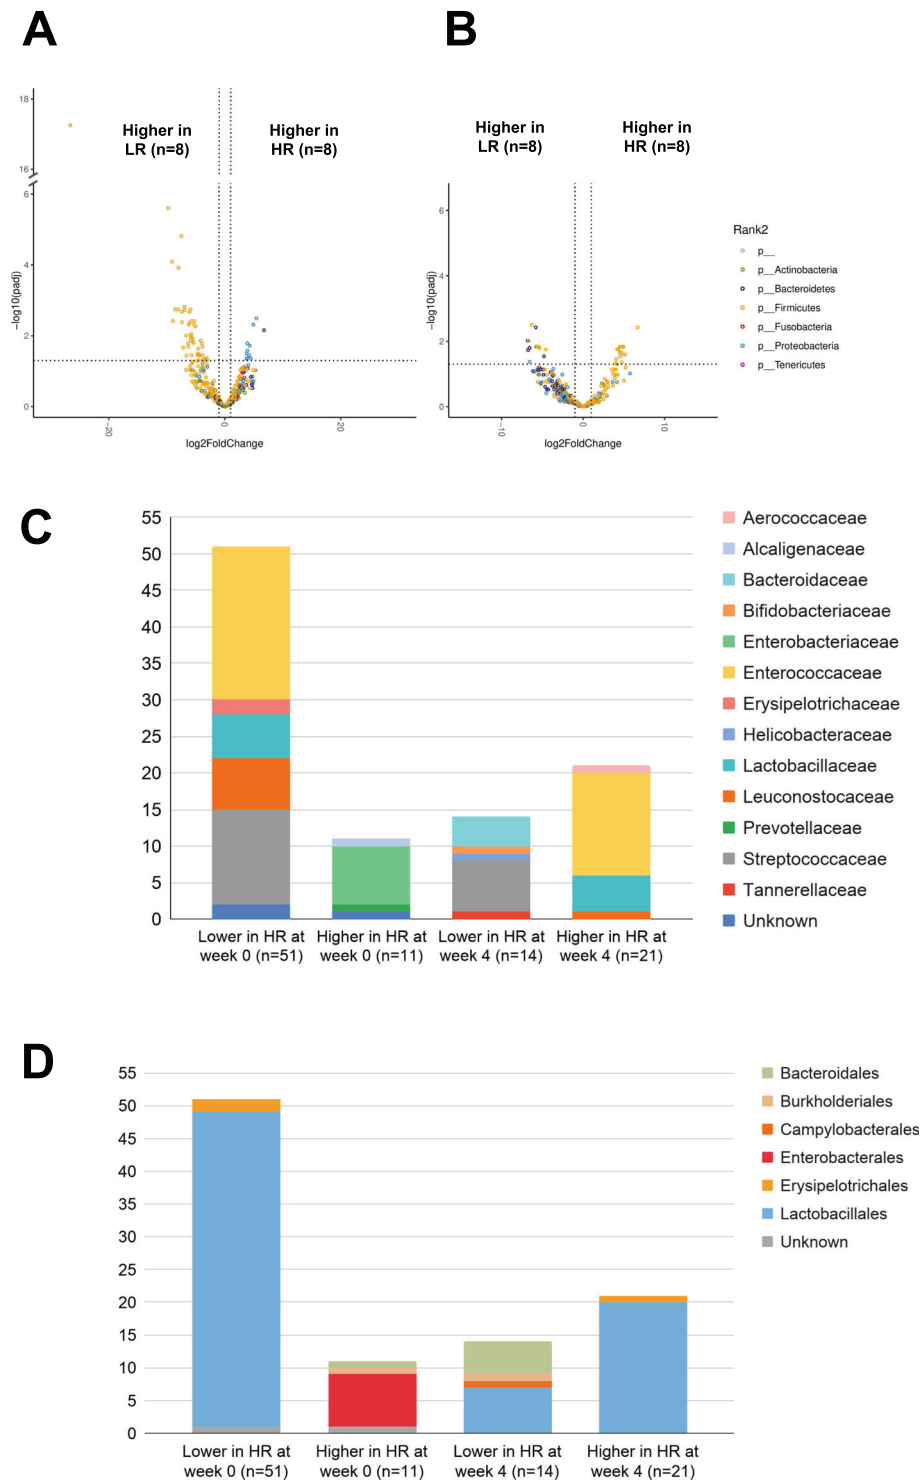 A
B
18
16
6
4
2
0
−log10(padj)
Higher in
LR (n=8)
Higher in
HR (n=8)
-20
0
20
log2FoldChange
6
4
2
0
−log10(padj)
Higher in
LR (n=8)
Higher in
HR (n=8)
-10
0
10
log2FoldChange
Rank2
p__
p__Actinobacteria
p__Bacteroidetes
p__Firmicutes
p__Fusobacteria
p__Proteobacteria
p__Tenericutes
C
55
50
45
40
35
30
25
20
15
10
5
0
Lower in HR at
week 0 (n=51)
Higher in HR at
week 0 (n=11)
Lower in HR at
week 4 (n=14)
Higher in HR at
week 4 (n=21)
Aerococcaceae
Alcaligenaceae
Bacteroidaceae
Bifidobacteriaceae
Enterobacteriaceae
Enterococcaceae
Erysipelotrichaceae
Helicobacteraceae
Lactobacillaceae
Leuconostocaceae
Prevotellaceae
Streptococcaceae
Tannerellaceae
Unknown
D
55
50
45
40
35
30
25
20
15
10
5
0
Lower in HR at
week 0 (n=51)
Higher in HR at
week 0 (n=11)
Lower in HR at
week 4 (n=14)
Higher in HR at
week 4 (n=21)
Bacteroidales
Burkholderiales
Campylobacterales
Enterobacterales
Erysipelotrichales
Lactobacillales
Unknown